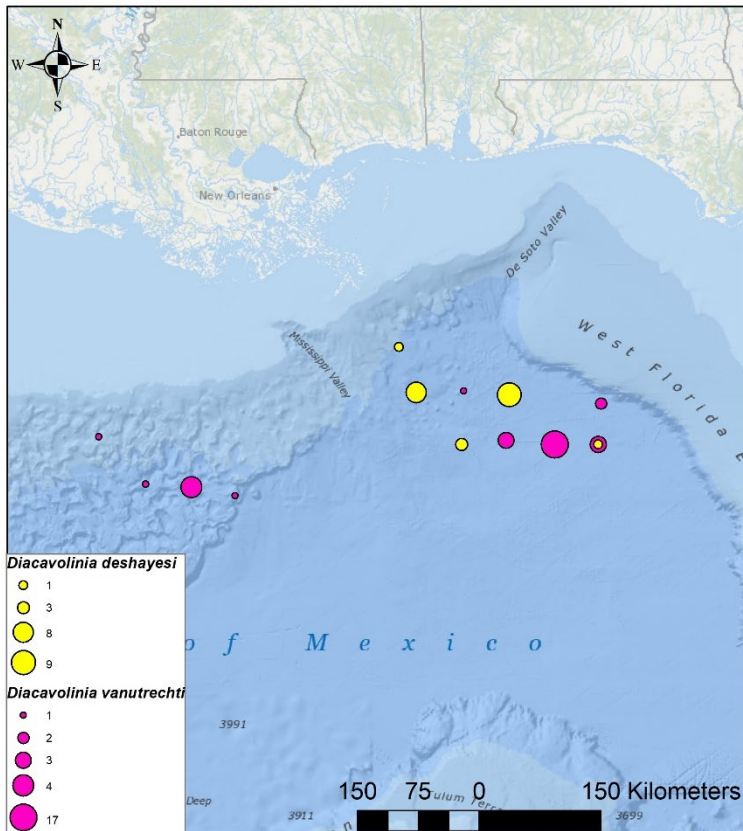 N
W E
S
Baton Rouge
New Orleans
De Soto Valley
Mississippi Valley
West Florida E
Diacavolinia deshayesi
1
3
8
9
of Mexico
Diacavolinia vanutrechti
1
2
3
4
17
3991
Deep
150 75 0 150 Kilometers
3911
3699